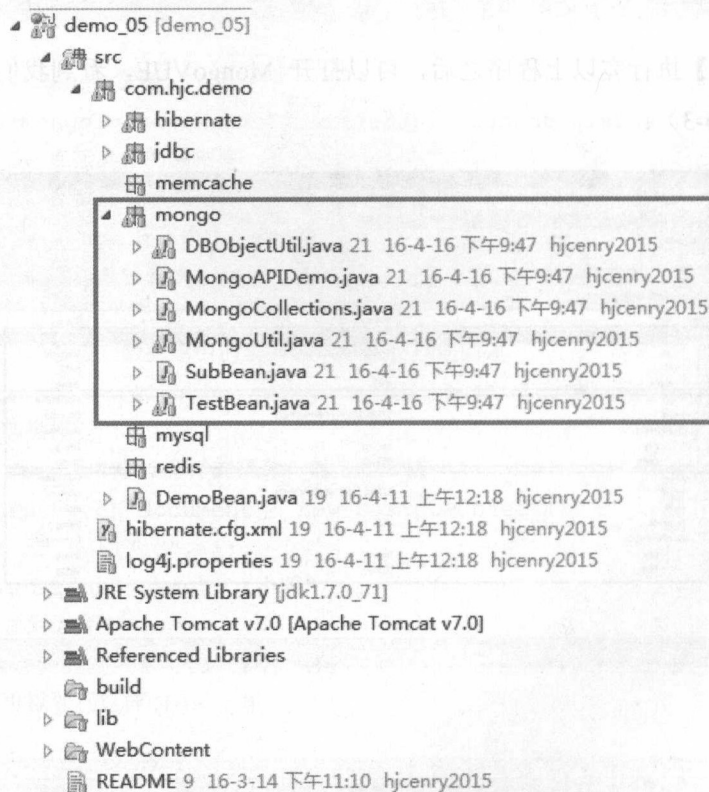 demo_05 [demo_05]
src
com.hjc.demo
hibernate
jdbc
memcache
mongo
DBObjectUtil.java 21 16-4-16 下午9:47 hjcenry2015
MongoAPIDemo.java 21 16-4-16 下午9:47 hjcenry2015
MongoCollections.java 21 16-4-16 下午9:47 hjcenry2015
MongoUtil.java 21 16-4-16 下午9:47 hjcenry2015
SubBean.java 21 16-4-16 下午9:47 hjcenry2015
TestBean.java 21 16-4-16 下午9:47 hjcenry2015
mysql
redis
DemoBean.java 19 16-4-11 上午12:18 hjcenry2015
hibernate.cfg.xml 19 16-4-11 上午12:18 hjcenry2015
log4j.properties 19 16-4-11 上午12:18 hjcenry2015
JRE System Library [jdk1.7.0_71]
Apache Tomcat v7.0 [Apache Tomcat v7.0]
Referenced Libraries
build
lib
WebContent
README 9 16-3-14 下午11:10 hjcenry2015